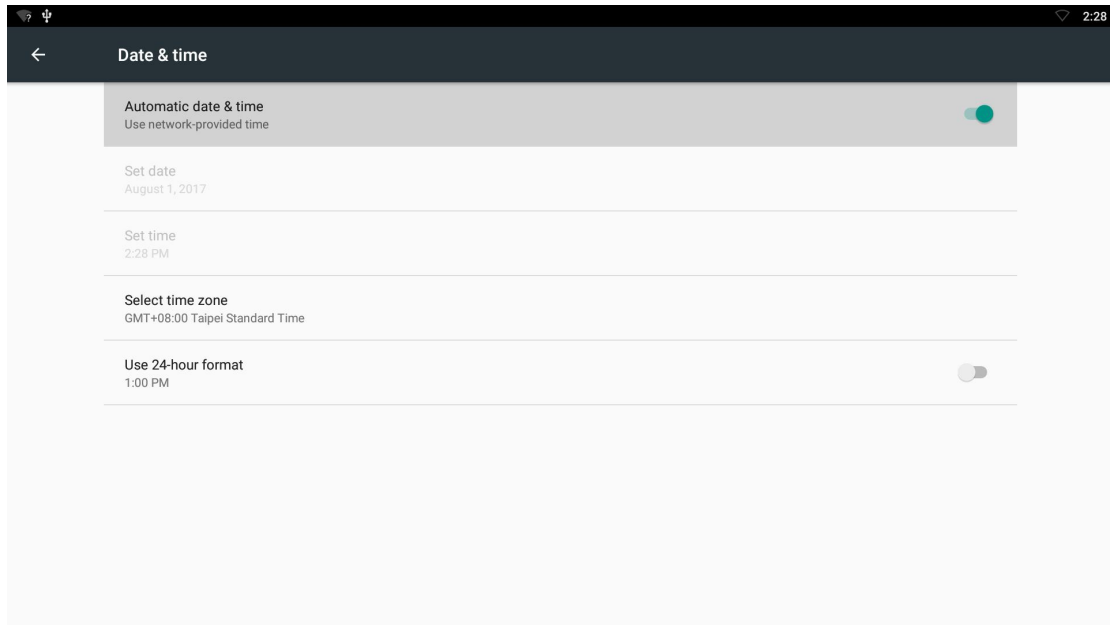 2:28
Date & time
Automatic date & time
Use network-provided time
Set date
August 1, 2017
Set time
2:28 PM
Select time zone
GMT+08:00 Taipei Standard Time
Use 24-hour format
1:00 PM